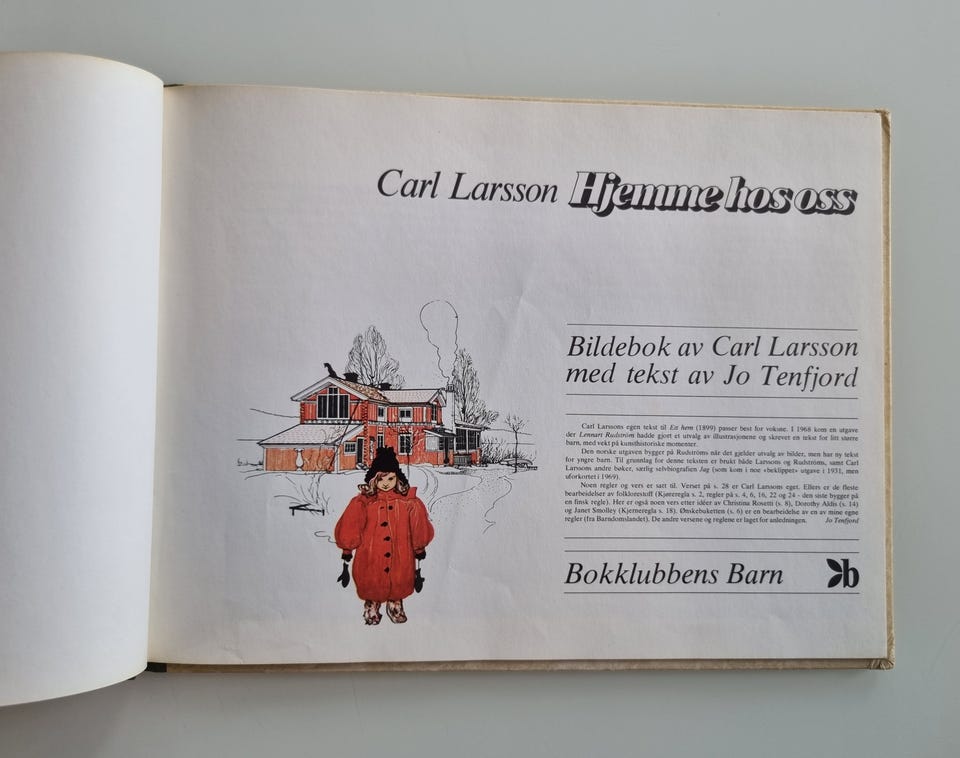 Carl Larsson Hjemme hos oss
Bildebok av Carl Larsson
med tekst av Jo Tenfjord
Carl Larssons egen tekst til Ett hem (1899) passer best for voksne. I 1968 kom en utgave
der Lennart Rudström hadde gjort et utvalg av illustrasjonene og skrevet en tekst for litt større
barn, med vekt på kunsthistoriske momenter.
Den norske utgaven bygger på Rudströms når det gjelder utvalg av bilder, men har ny tekst
for yngre barn. Til grunnlag for denne teksten er brukt både Larssons og Rudströms, samt Carl
Larssons andre bøker, særlig selvbiografien Jag (som kom i noe «beklippet» utgave i 1931, men
uforkortet i 1969).
Noen regler og vers er satt til. Verset på s. 28 er Carl Larssons eget. Ellers er de fleste
bearbeidelser av folklorestoff (Kjøreregla s. 2, regler på s. 4, 6, 16, 22 og 24 - den siste bygger på
en finsk regle). Her er også noen vers etter idéer av Christina Rosetti (s. 8), Dorothy Aldis (s. 14)
og Janet Smolley (Kjerneregla s. 18). Ønskebuketten (s. 6) er en bearbeidelse av en av mine egne
regler (fra Barndomslandet). De andre versene og reglene er laget for anledningen. Jo Tenfjord
Bokklubbens Barn b